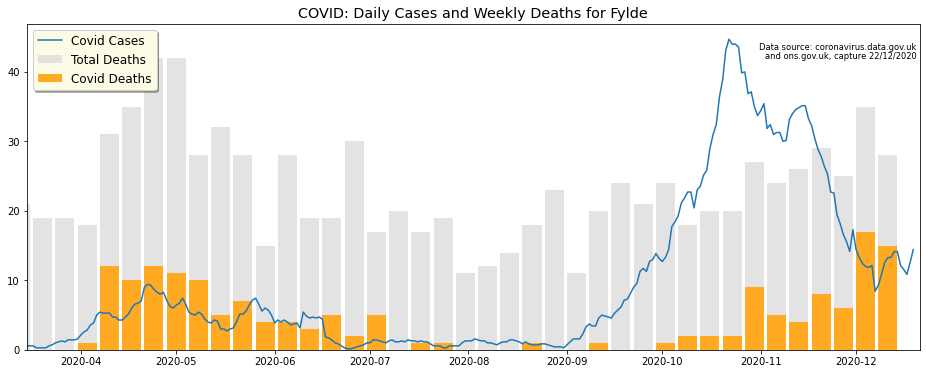 COVID: Daily Cases and Weekly Deaths for Fylde
Covid Cases
Total Deaths
Covid Deaths
Data source: coronavirus.data.gov.uk
and ons.gov.uk, capture 22/12/2020
40
30
20
10
0
2020-04 2020-05 2020-06 2020-07 2020-08 2020-09 2020-10 2020-11 2020-12